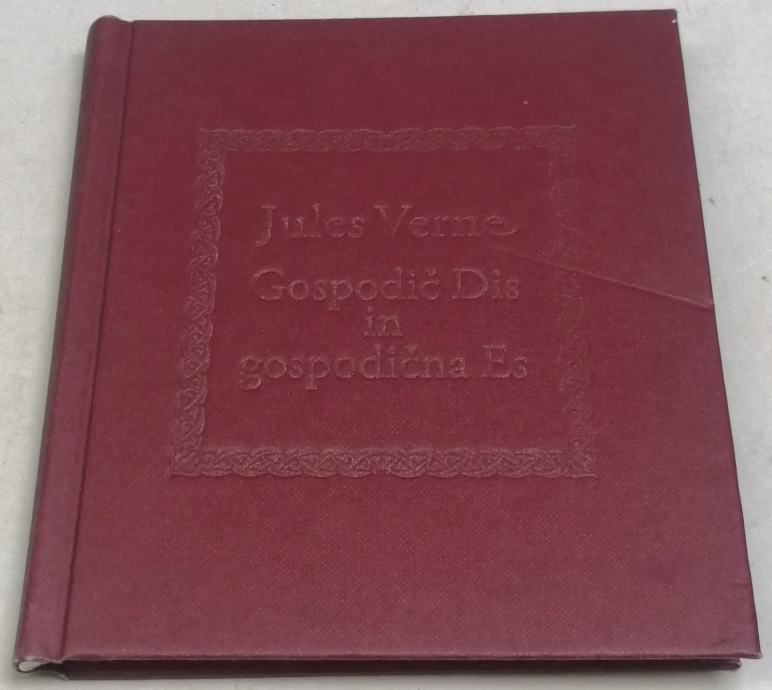 Jules Verne
Gospodič Dis
in
gospodična Es